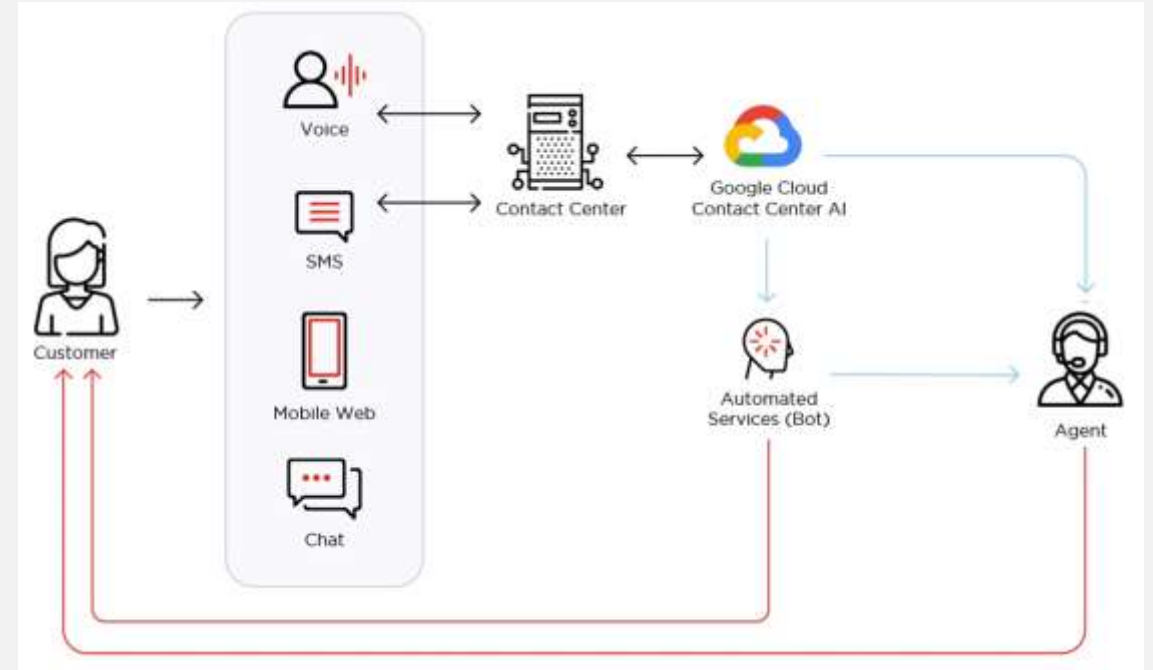 Voice
SMS
Mobile Web
Chat
Customer
Contact Center
Google Cloud
Contact Center AI
Automated
Services (Bot)
Agent